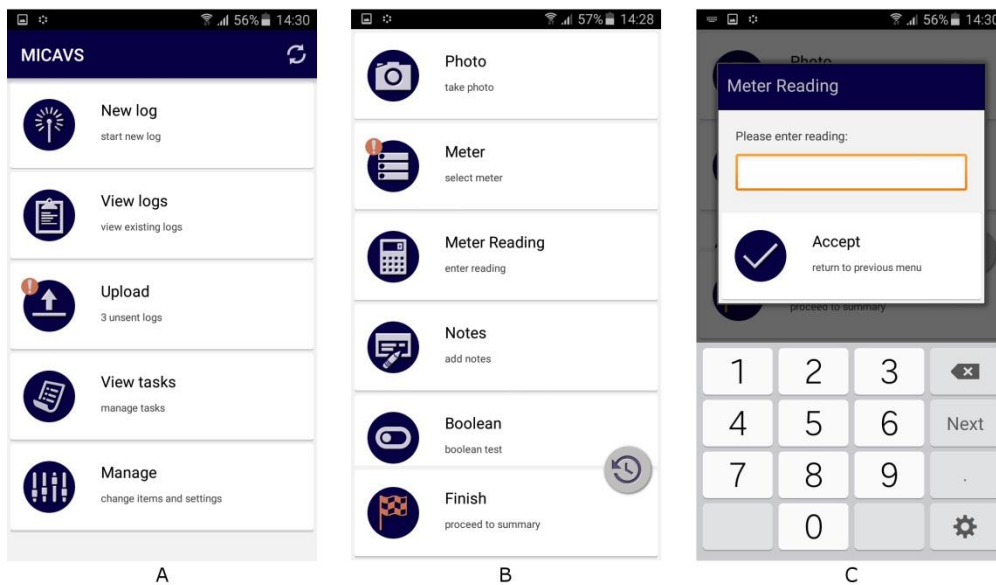 56% 14:30
MICAVS
New log
start new log
View logs
view existing logs
Upload
3 unsent logs
View tasks
manage tasks
Manage
change items and settings
A
57% 14:28
Photo
take photo
Meter
select meter
Meter Reading
enter reading
Notes
add notes
Boolean
boolean test
Finish
proceed to summary
B
56% 14:30
Photo
Meter Reading
Please enter reading:
Accept
return to previous menu
proceed to summary
1 2 3
4 5 6 Next
7 8 9 .
0
C